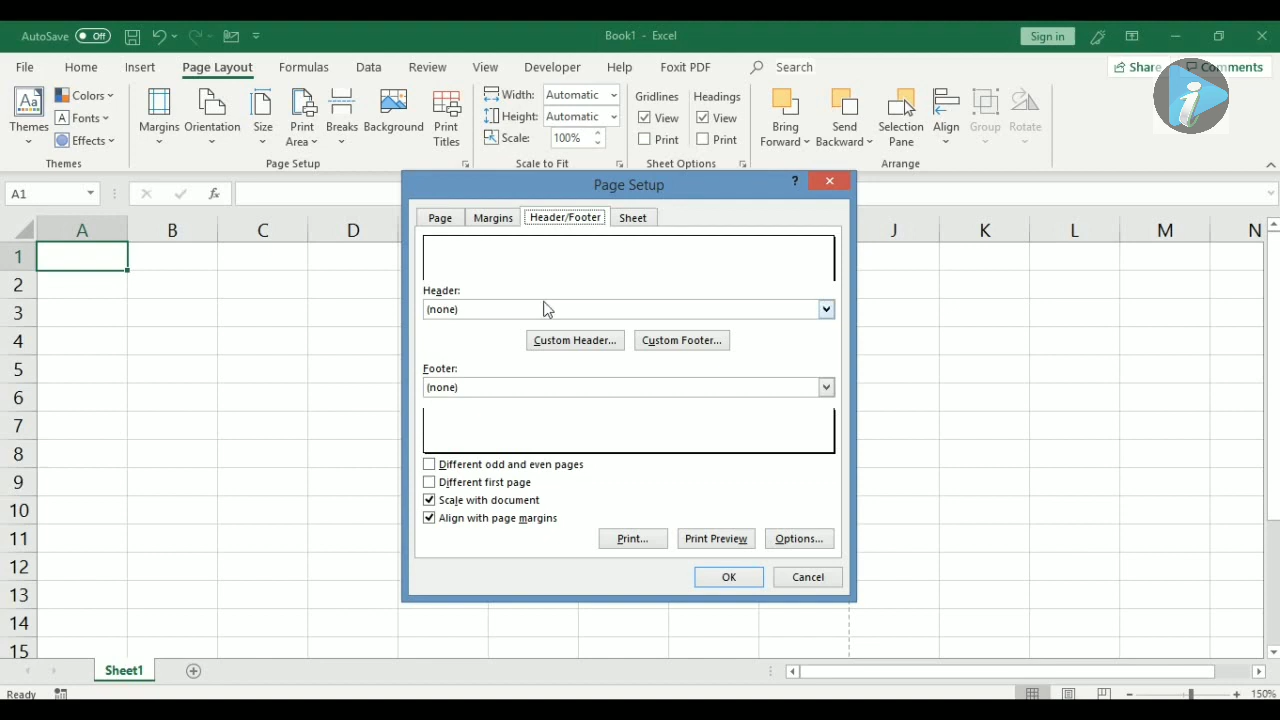 AutoSave Off Book1 - Excel Sign in
File Home Insert Page Layout Formulas Data Review View Developer Help Foxit PDF Search Share Comments
Colors Width: Automatic Gridlines Headings
Fonts Height: Automatic View View
Effects Scale: 100% Print Print
Themes Margins Orientation Size Print Area Breaks Background Print Titles Bring Forward Send Backward Selection Pane Align Group Rotate
Themes Page Setup Scale to Fit Sheet Options Arrange
A1 fx
Page Setup ?
Page Margins Header/Footer Sheet
A B C D J K L M N
1
2
3
4
5
6
7
8
9
10
11
12
13
14
15
Header:
(none)
Custom Header... Custom Footer...
Footer:
(none)
Different odd and even pages
Different first page
Scale with document
Align with page margins
Print... Print Preview Options...
OK Cancel
Sheet1
Ready 150%